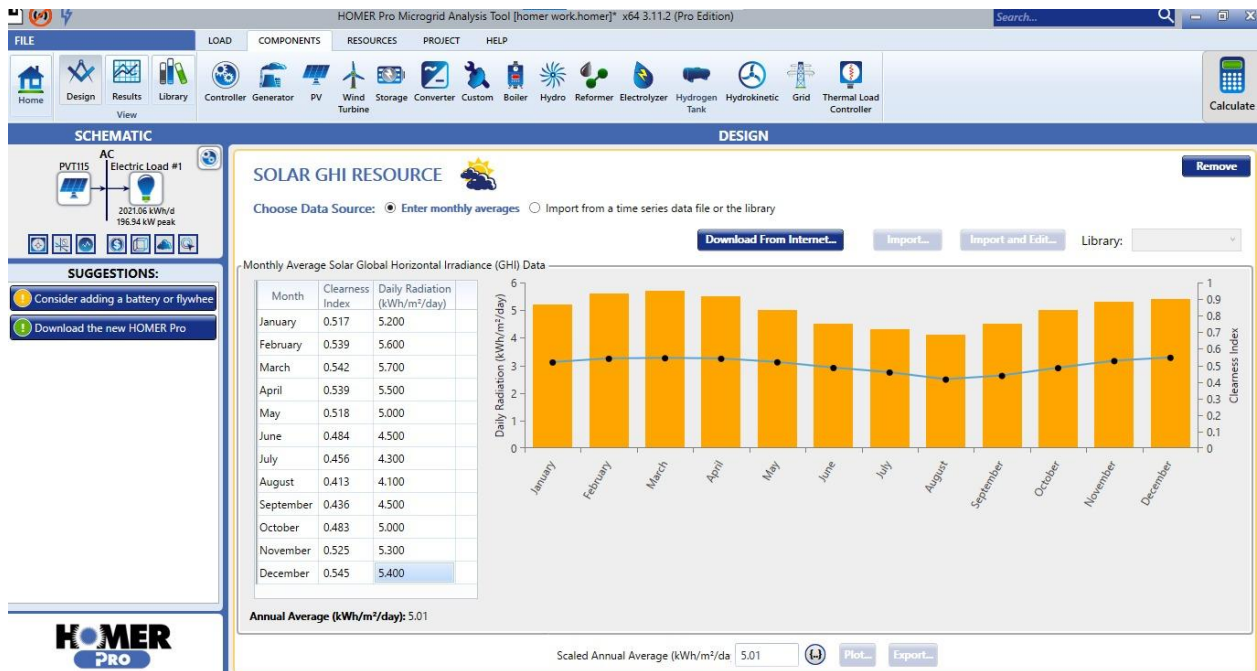 HOMER Pro Microgrid Analysis Tool [homer work.homer]* x64 3.11.2 (Pro Edition)
Search...
FILE
LOAD COMPONENTS RESOURCES PROJECT HELP
Home
Design Results Library
View
Controller Generator PV Wind Turbine Storage Converter Custom Boiler Hydro Reformer Electrolyzer Hydrogen Tank Hydrokinetic Grid Thermal Load Controller
Calculate
SCHEMATIC
AC
PVT115 Electric Load #1
2021.06 kWh/d
196.94 kW peak
SUGGESTIONS:
Consider adding a battery or flywhee
Download the new HOMER Pro
HOMER
PRO
DESIGN
SOLAR GHI RESOURCE
Remove
Choose Data Source: Enter monthly averages Import from a time series data file or the library
Download From Internet... Import... Import and Edit... Library:
Monthly Average Solar Global Horizontal Irradiance (GHI) Data
Month Clearness Index Daily Radiation (kWh/m²/day)
January 0.517 5.200
February 0.539 5.600
March 0.542 5.700
April 0.539 5.500
May 0.518 5.000
June 0.484 4.500
July 0.456 4.300
August 0.413 4.100
September 0.436 4.500
October 0.483 5.000
November 0.525 5.300
December 0.545 5.400
Annual Average (kWh/m²/day): 5.01
Daily Radiation (kWh/m²/day)
6
5
4
3
2
1
0
1
0.9
0.8
0.7
0.6
0.5
0.4
0.3
0.2
0.1
0
Clearness Index
January February March April May June July August September October November December
Scaled Annual Average (kWh/m²/da 5.01 {..} Plot... Export...